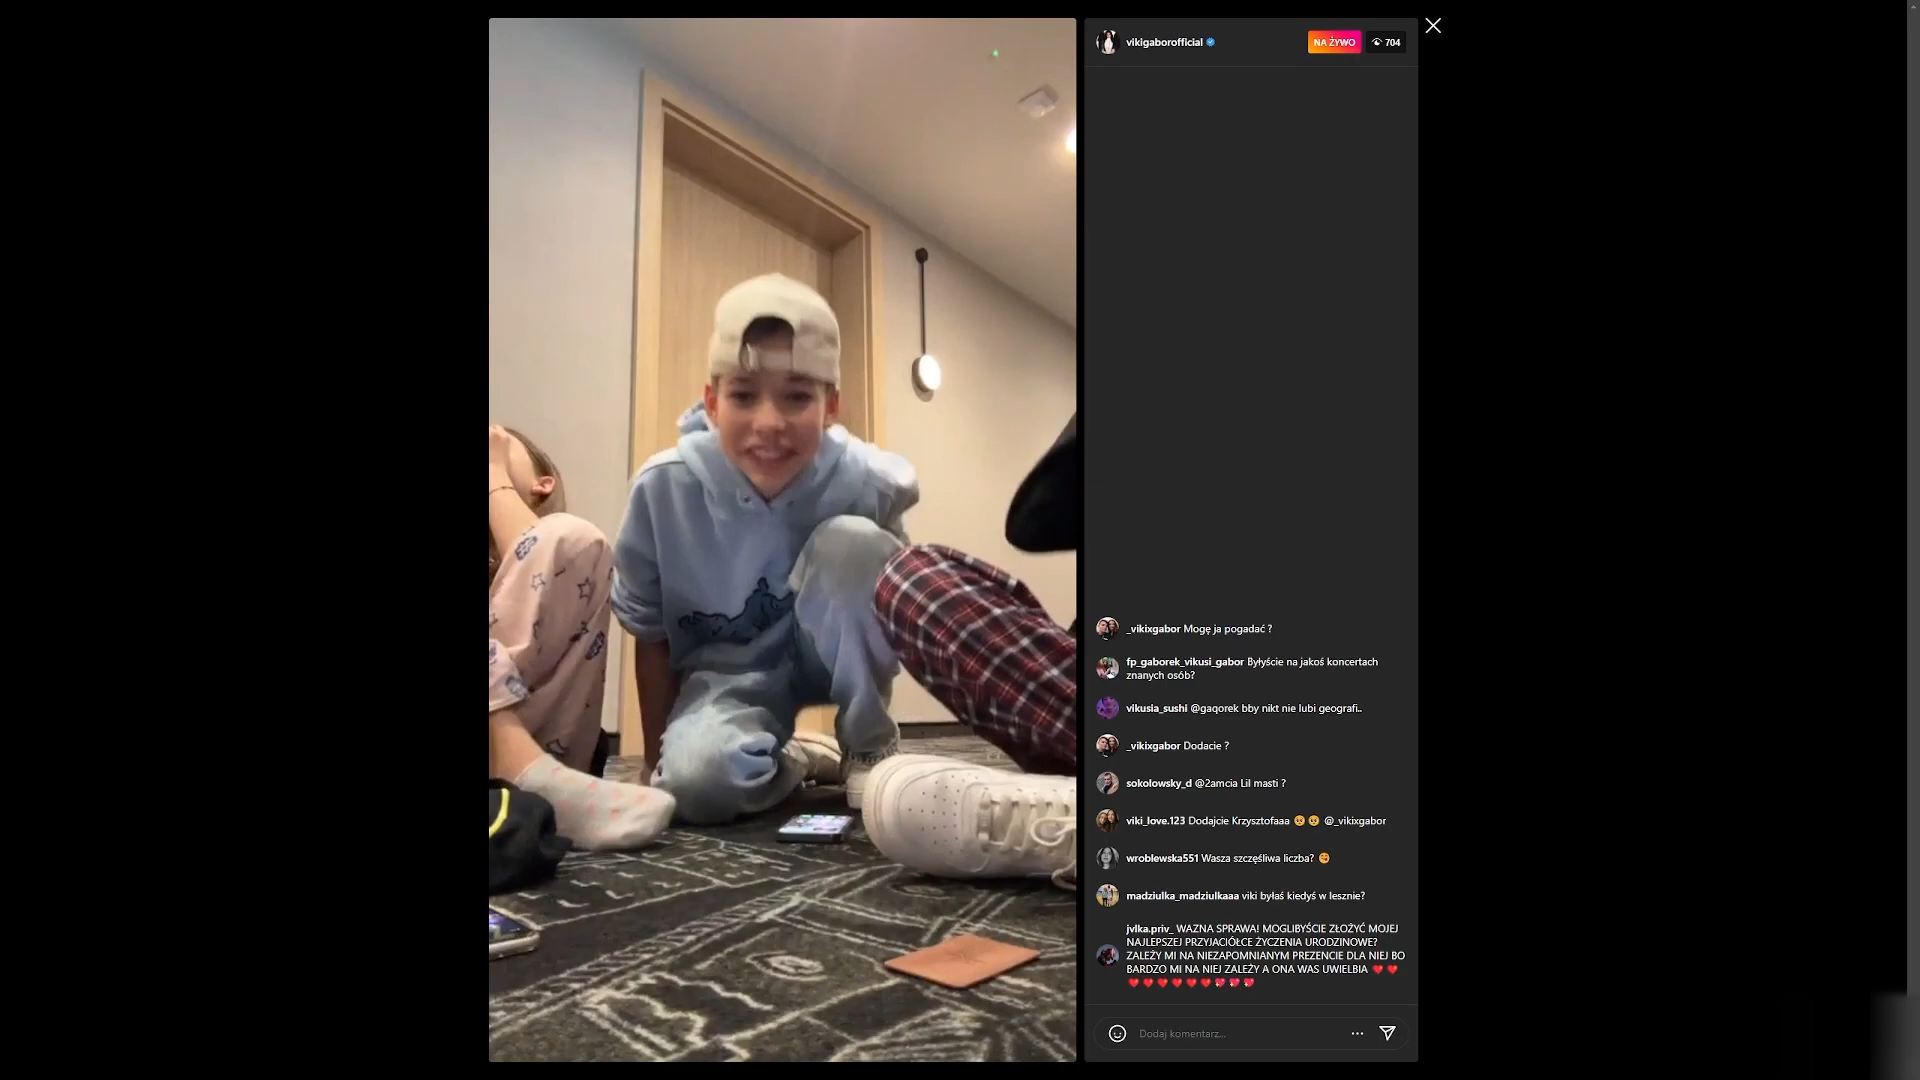 vikigaborofficial
NA ŻYWO
704
_vikixgabor Mogę ja pogadać ?
fp_gaborek_vikusi_gabor Byłyście na jakoś koncertach
znanych osób?
vikusia_sushi @gaqorek bby nikt nie lubi geografi..
_vikixgabor Dodacie ?
sokolowsky_d @2amcia Lil masti ?
viki_love.123 Dodajcie Krzysztofaaa 🥺🥺 @_vikixgabor
wroblewska551 Wasza szczęśliwa liczba? 🥰
madziulka_madziulkaaa viki byłaś kiedyś w lesznie?
jvlka.priv_ WAZNA SPRAWA! MOGLIBYŚCIE ZŁOŻYĆ MOJEJ
NAJLEPSZEJ PRZYJACIÓŁCE ŻYCZENIA URODZINOWE?
ZALEŻY MI NA NIEZAPOMNIANYM PREZENCIE DLA NIEJ BO
BARDZO MI NA NIEJ ZALEŻY A ONA WAS UWIELBIA ❤️❤️
❤️❤️❤️❤️❤️❤️💖💖💖
Dodaj komentarz...